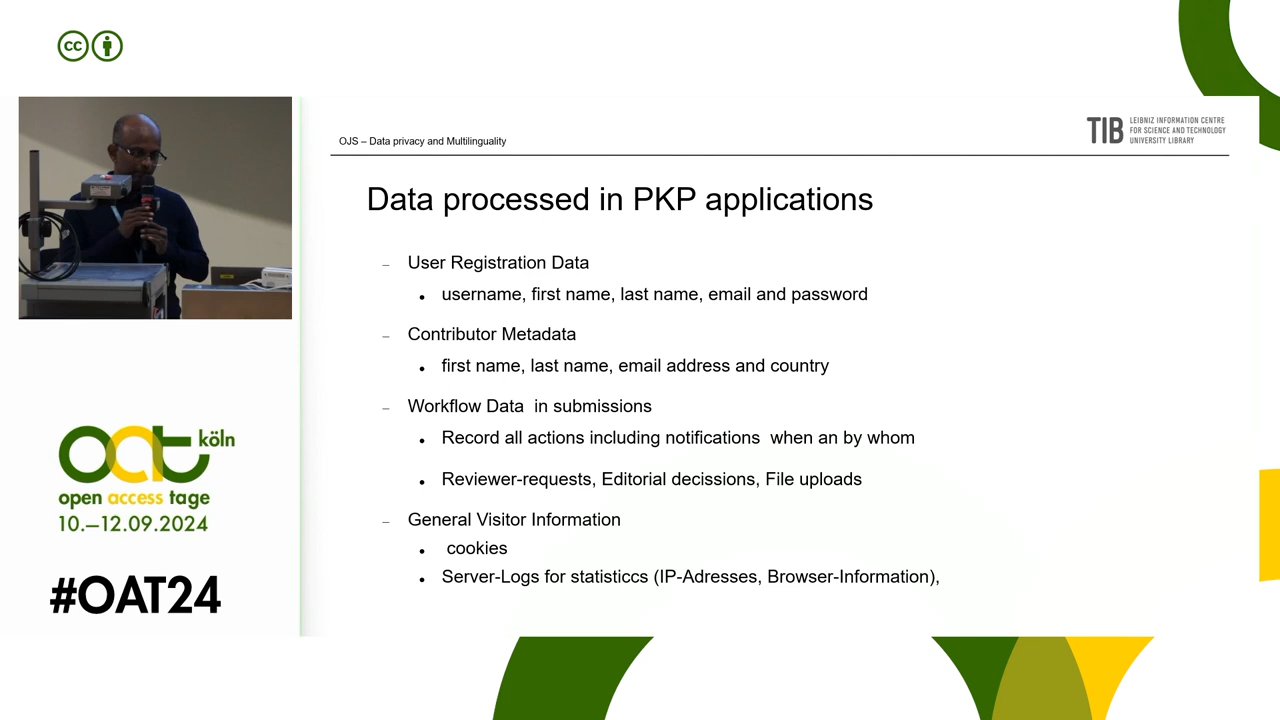 cc
OJS – Data privacy and Multilinguality
TIB LEIBNIZ INFORMATION CENTRE
FOR SCIENCE AND TECHNOLOGY
UNIVERSITY LIBRARY
Data processed in PKP applications
– User Registration Data
• username, first name, last name, email and password
– Contributor Metadata
• first name, last name, email address and country
– Workflow Data in submissions
• Record all actions including notifications when an by whom
• Reviewer-requests, Editorial decissions, File uploads
– General Visitor Information
• cookies
• Server-Logs for statisticcs (IP-Adresses, Browser-Information),
oat köln
open access tage
10.–12.09.2024
#OAT24